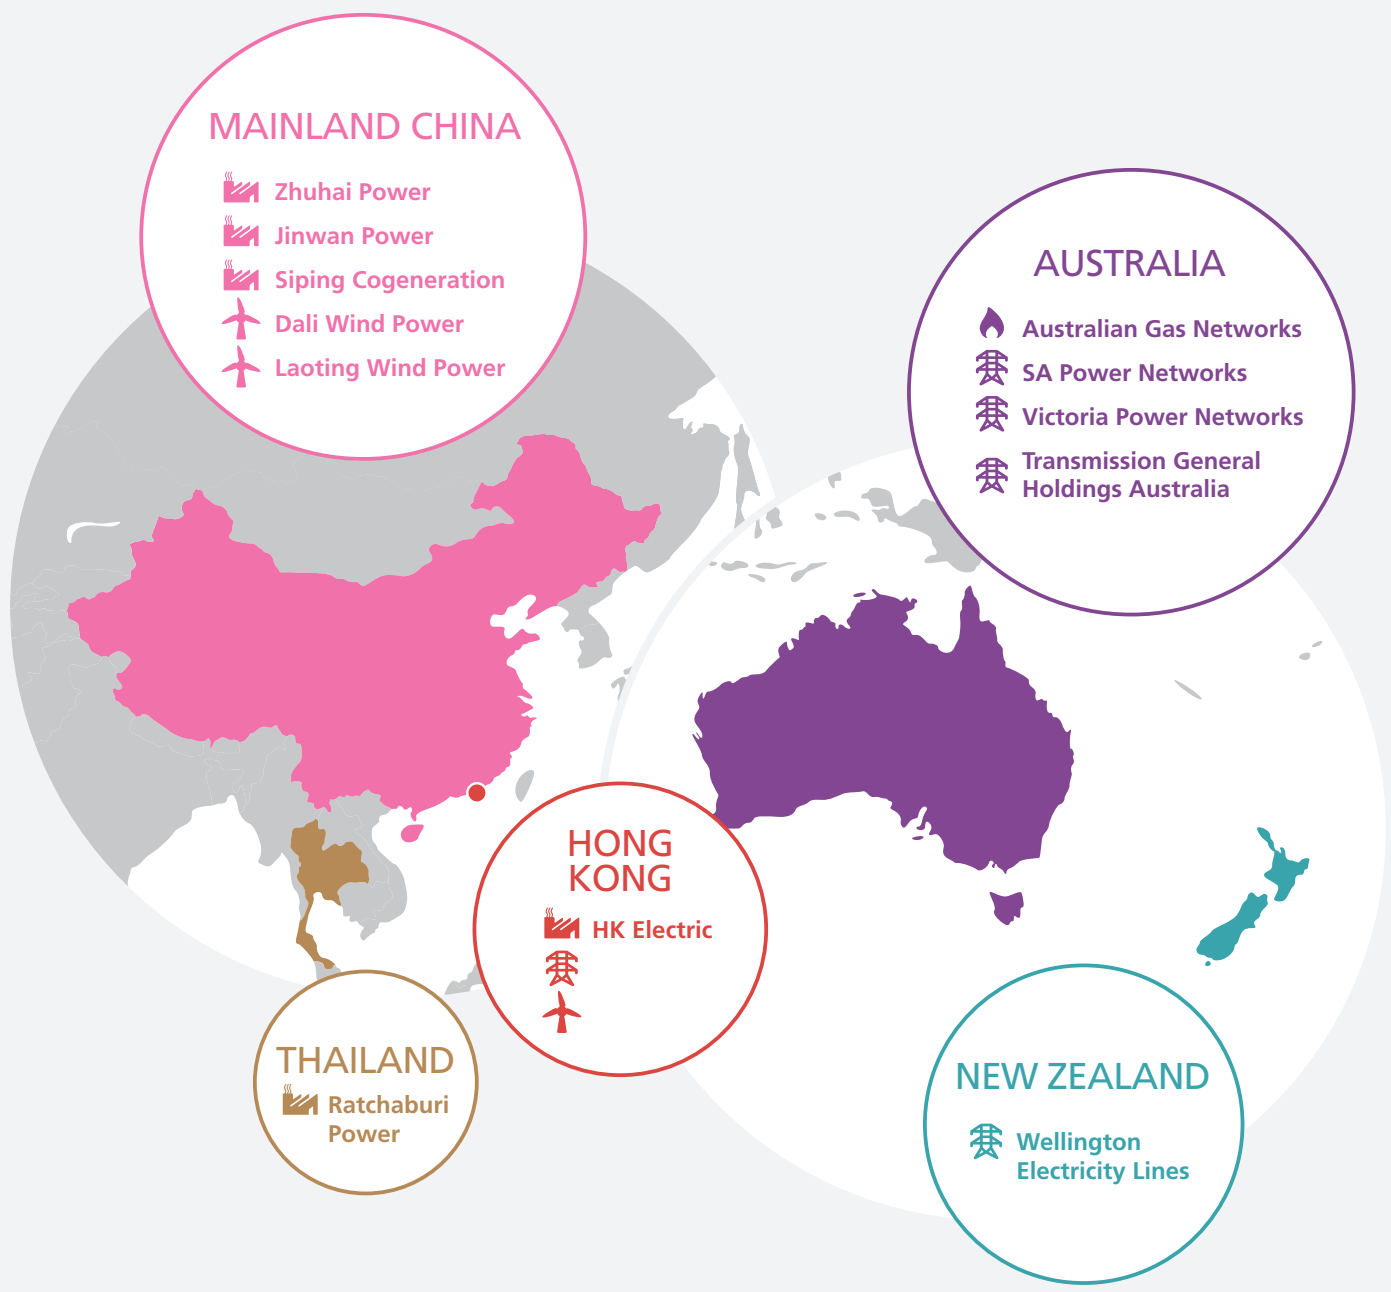 MAINLAND CHINA
Zhuhai Power
Jinwan Power
Siping Cogeneration
Dali Wind Power
Laoting Wind Power
AUSTRALIA
Australian Gas Networks
SA Power Networks
Victoria Power Networks
Transmission General
Holdings Australia
HONG
KONG
HK Electric
THAILAND
Ratchaburi
Power
NEW ZEALAND
Wellington
Electricity Lines